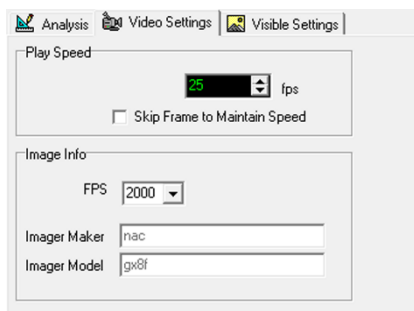 Analysis Video Settings Visible Settings
Play Speed
25 fps
Skip Frame to Maintain Speed
Image Info
FPS 2000
Imager Maker nac
Imager Model gx8f